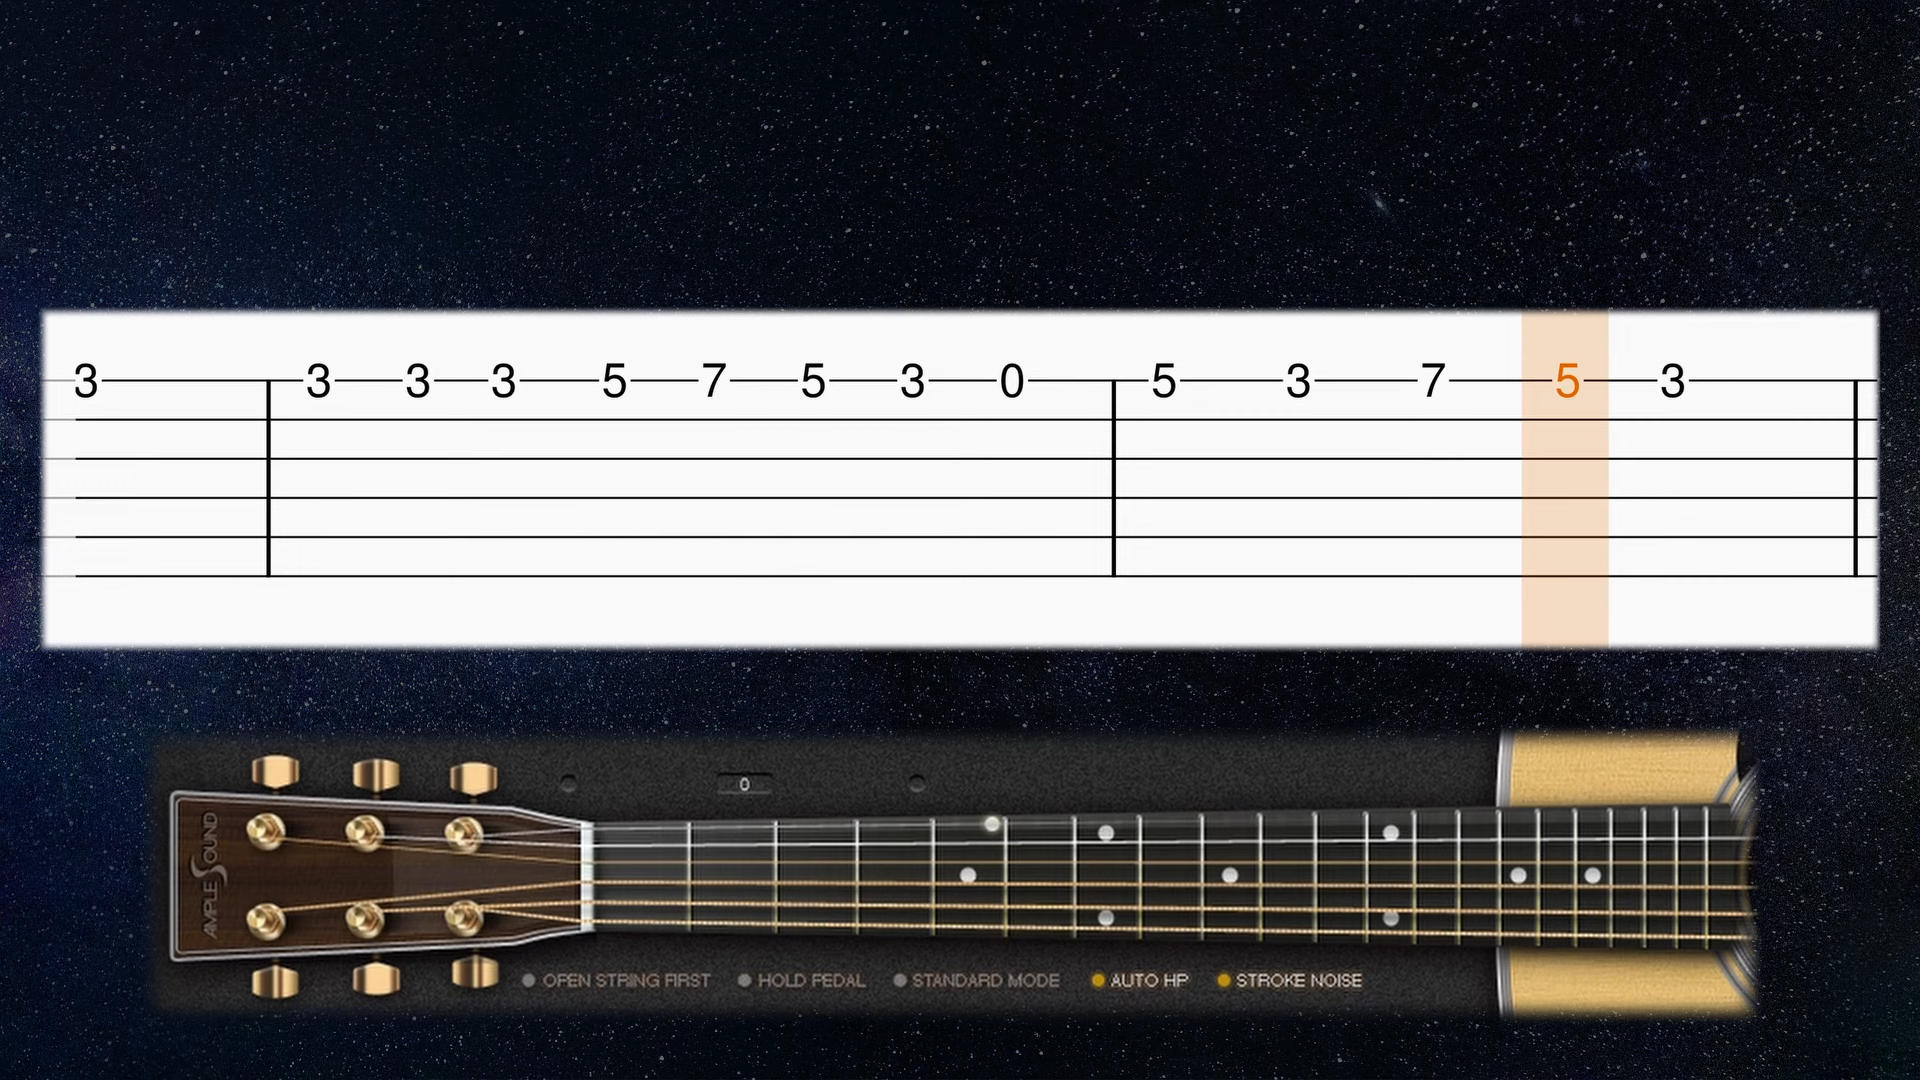 3 3 3 3 5 7 5 3 0 5 3 7 5 3
0
AMPLE SOUND
OPEN STRING FIRST HOLD PEDAL STANDARD MODE AUTO HP STROKE NOISE